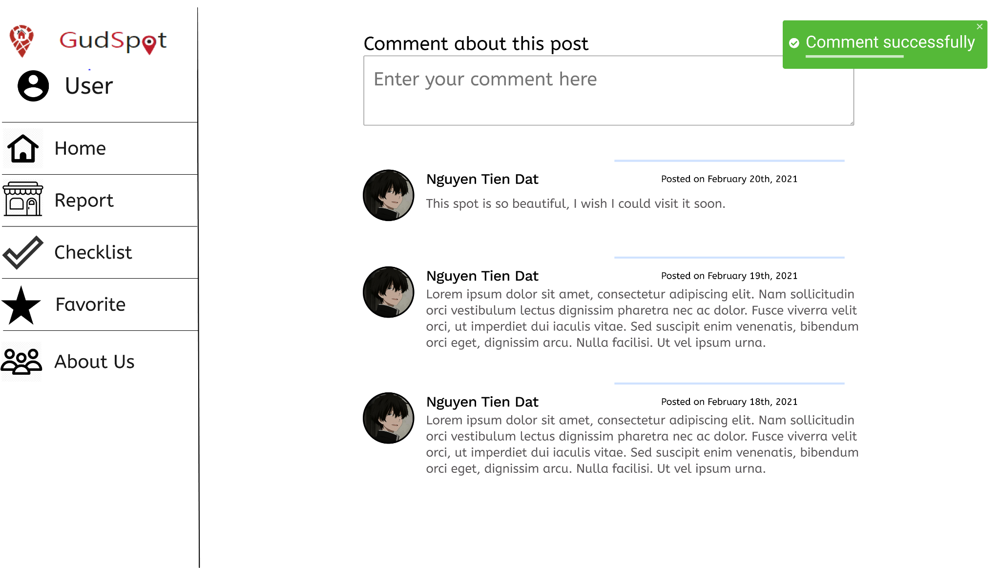 GudSpot
User
Home
Report
Checklist
Favorite
About Us
Comment about this post
Enter your comment here
Comment successfully
Nguyen Tien Dat
Posted on February 20th, 2021
This spot is so beautiful, I wish I could visit it soon.
Nguyen Tien Dat
Posted on February 19th, 2021
Lorem ipsum dolor sit amet, consectetur adipiscing elit. Nam sollicitudin
orci vestibulum lectus dignissim pharetra nec ac dolor. Fusce viverra velit
orci, ut imperdiet dui iaculis vitae. Sed suscipit enim venenatis, bibendum
orci eget, dignissim arcu. Nulla facilisi. Ut vel ipsum urna.
Nguyen Tien Dat
Posted on February 18th, 2021
Lorem ipsum dolor sit amet, consectetur adipiscing elit. Nam sollicitudin
orci vestibulum lectus dignissim pharetra nec ac dolor. Fusce viverra velit
orci, ut imperdiet dui iaculis vitae. Sed suscipit enim venenatis, bibendum
orci eget, dignissim arcu. Nulla facilisi. Ut vel ipsum urna.